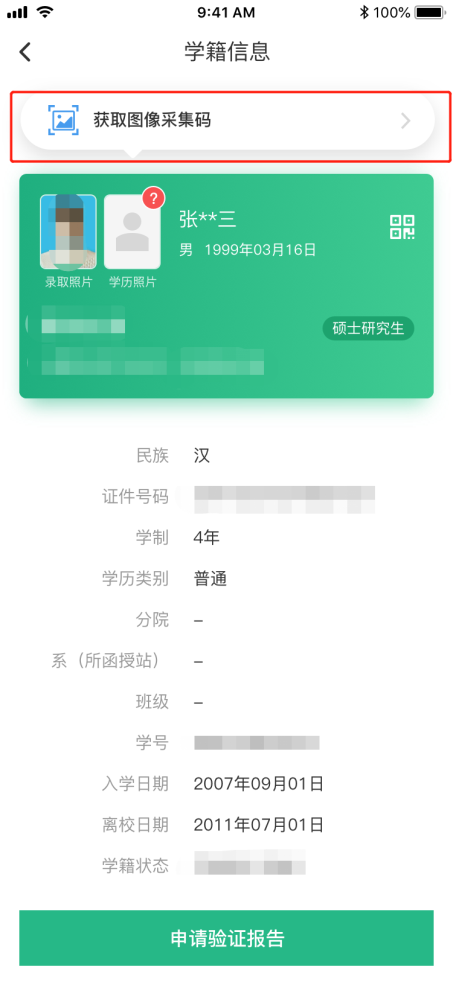 9:41 AM 100%
学籍信息
获取图像采集码
?
张**三
男 1999年03月16日
录取照片 学历照片
硕士研究生
民族 汉
证件号码
学制 4年
学历类别 普通
分院 –
系（所函授站） –
班级 –
学号
入学日期 2007年09月01日
离校日期 2011年07月01日
学籍状态
申请验证报告